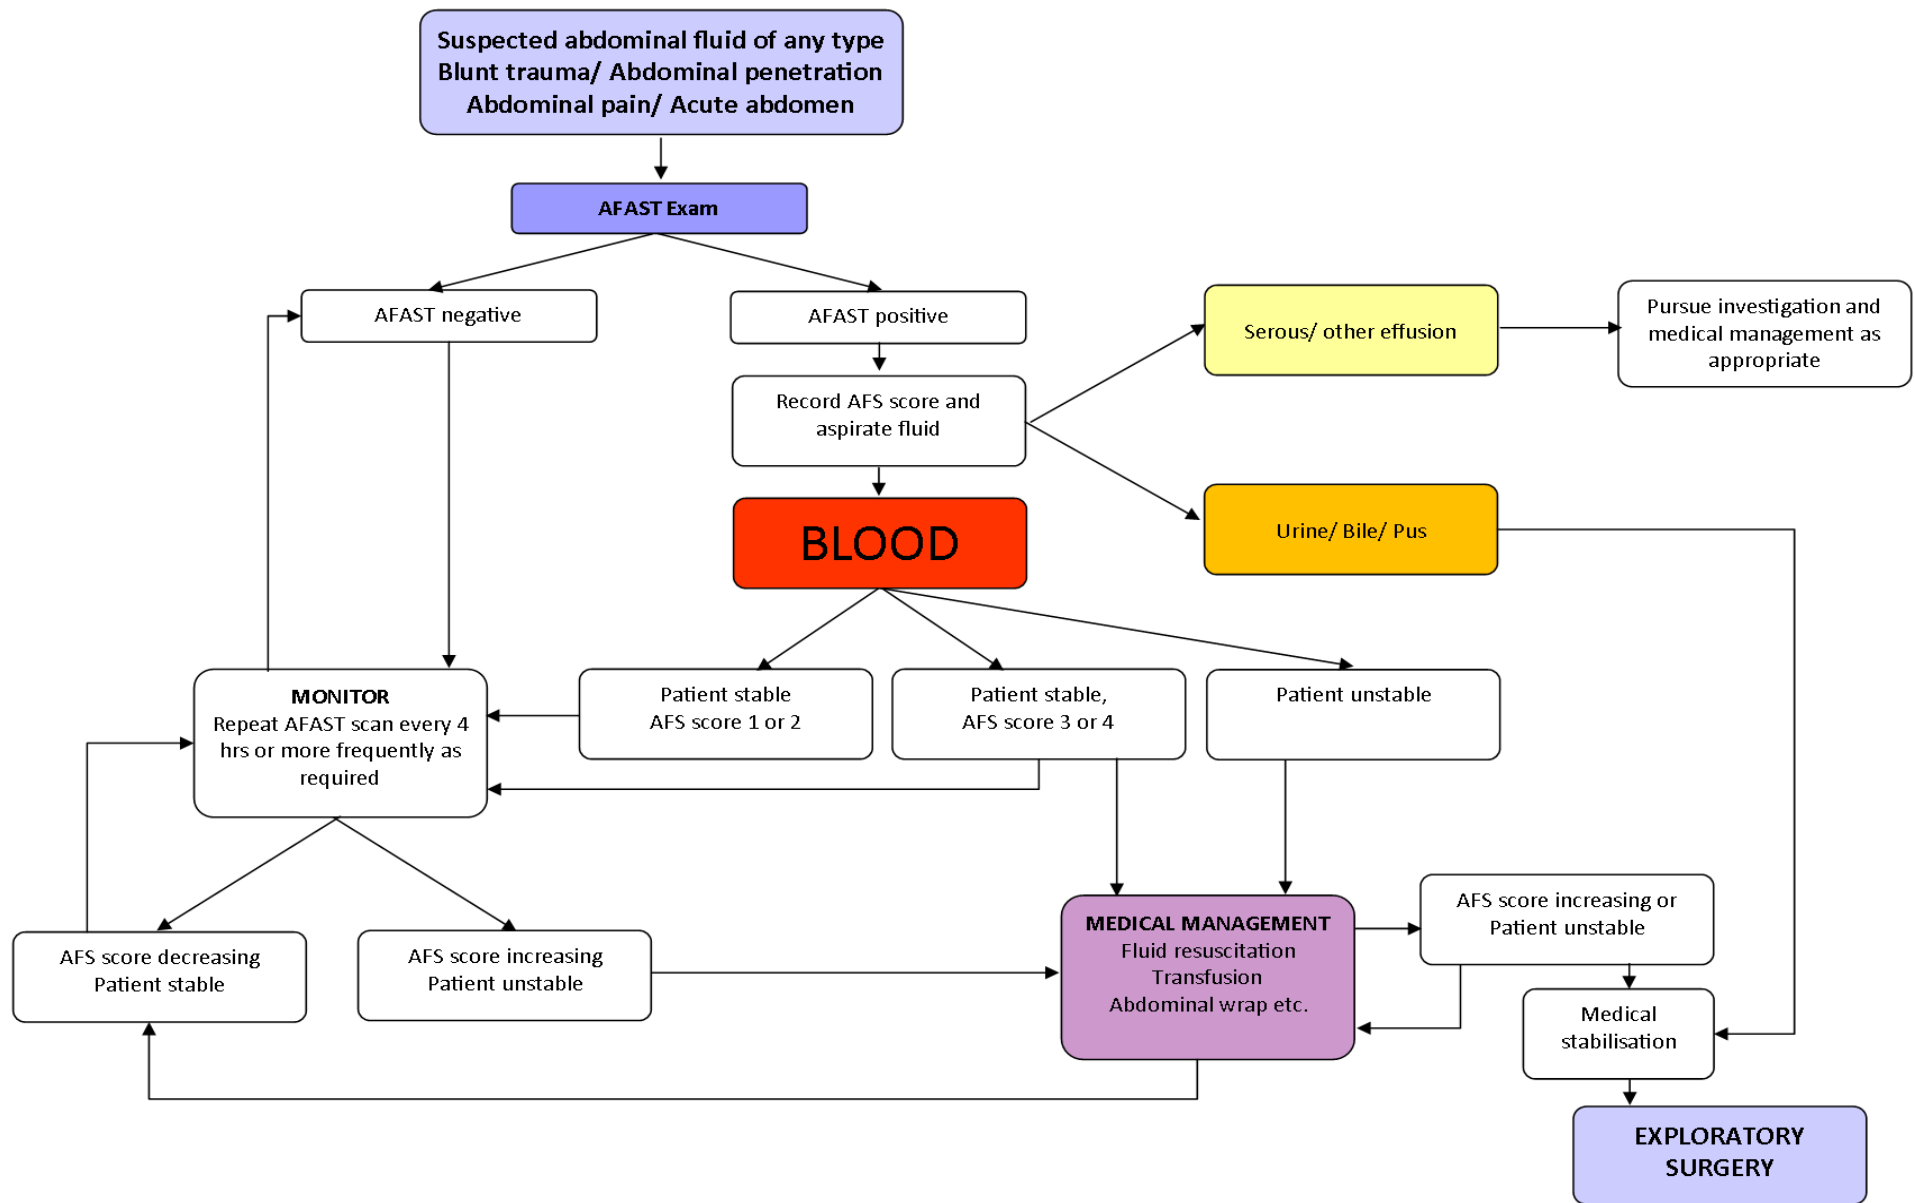 Suspected abdominal fluid of any type
Blunt trauma/ Abdominal penetration
Abdominal pain/ Acute abdomen
AFAST Exam
AFAST negative
AFAST positive
Serous/ other effusion
Pursue investigation and
medical management as
appropriate
Record AFS score and
aspirate fluid
BLOOD
Urine/ Bile/ Pus
MONITOR
Repeat AFAST scan every 4
hrs or more frequently as
required
Patient stable
AFS score 1 or 2
Patient stable,
AFS score 3 or 4
Patient unstable
AFS score decreasing
Patient stable
AFS score increasing
Patient unstable
MEDICAL MANAGEMENT
Fluid resuscitation
Transfusion
Abdominal wrap etc.
AFS score increasing or
Patient unstable
Medical
stabilisation
EXPLORATORY
SURGERY